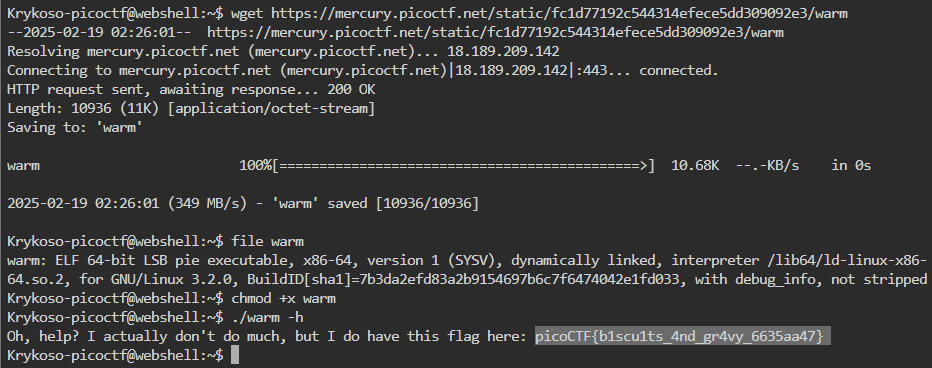 Krykoso-picoctf@webshell:~$ wget https://mercury.picoctf.net/static/fc1d77192c544314efece5dd309092e3/warm
--2025-02-19 02:26:01-- https://mercury.picoctf.net/static/fc1d77192c544314efece5dd309092e3/warm
Resolving mercury.picoctf.net (mercury.picoctf.net)... 18.189.209.142
Connecting to mercury.picoctf.net (mercury.picoctf.net)|18.189.209.142|:443... connected.
HTTP request sent, awaiting response... 200 OK
Length: 10936 (11K) [application/octet-stream]
Saving to: 'warm'
warm 100%[=============================================>] 10.68K --.-KB/s in 0s
2025-02-19 02:26:01 (349 MB/s) - 'warm' saved [10936/10936]
Krykoso-picoctf@webshell:~$ file warm
warm: ELF 64-bit LSB pie executable, x86-64, version 1 (SYSV), dynamically linked, interpreter /lib64/ld-linux-x86-
64.so.2, for GNU/Linux 3.2.0, BuildID[sha1]=7b3da2efd83a2b9154697b6c7f6474042e1fd033, with debug_info, not stripped
Krykoso-picoctf@webshell:~$ chmod +x warm
Krykoso-picoctf@webshell:~$ ./warm -h
Oh, help? I actually don't do much, but I do have this flag here: picoCTF{b1scu1ts_4nd_gr4vy_6635aa47}
Krykoso-picoctf@webshell:~$